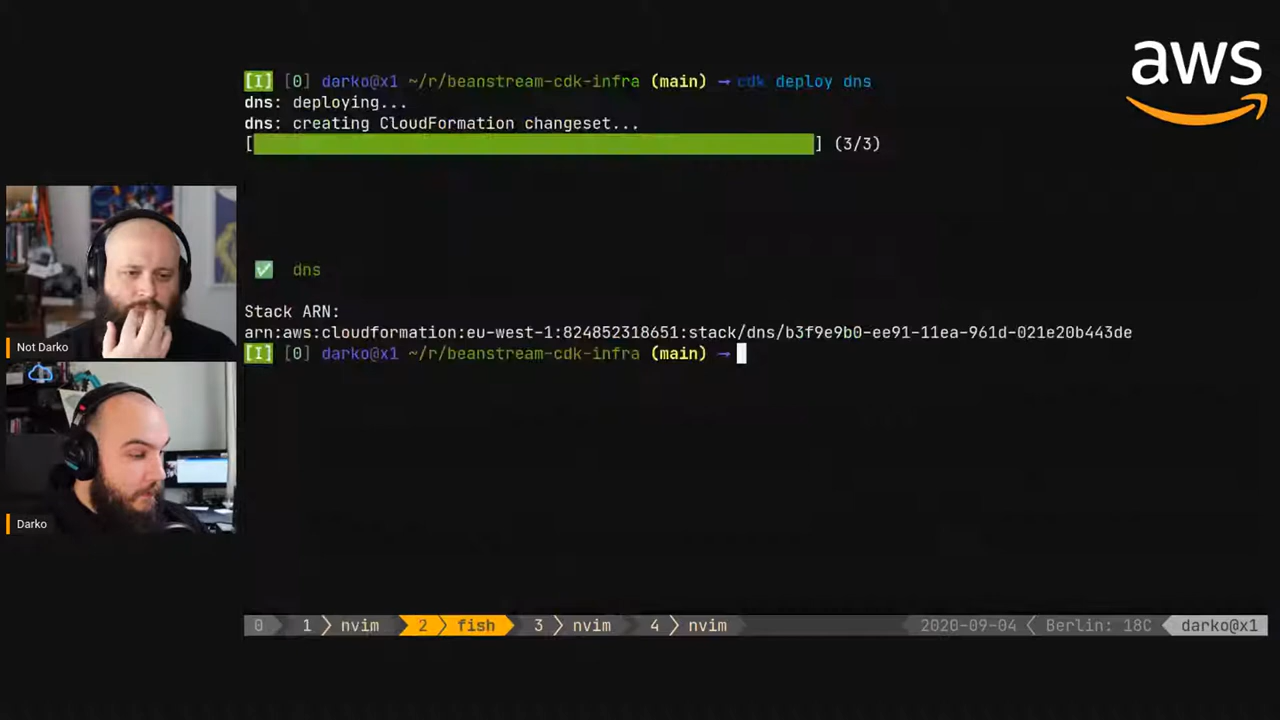 aws
[I] [0] darko@x1 ~/r/beanstream-cdk-infra (main) → cdk deploy dns
dns: deploying...
dns: creating CloudFormation changeset...
[] (3/3)
✅ dns
Stack ARN:
arn:aws:cloudformation:eu-west-1:824852318651:stack/dns/b3f9e9b0-ee91-11ea-961d-021e20b443de
[I] [0] darko@x1 ~/r/beanstream-cdk-infra (main) →
Not Darko
Darko
0 1 nvim 2 fish 3 nvim 4 nvim 2020-09-04 Berlin: 18C darko@x1